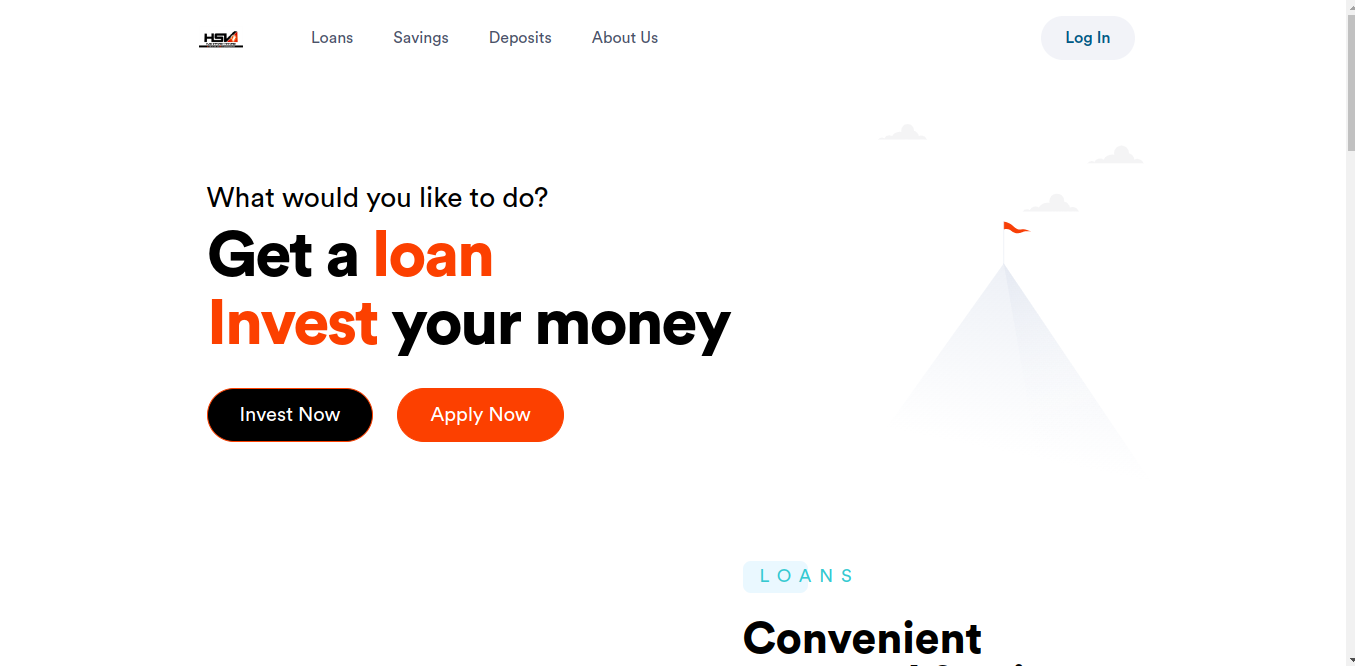 HSV
Loans
Savings
Deposits
About Us
Log In
What would you like to do?
Get a loan
Invest your money
Invest Now
Apply Now
LOANS
Convenient